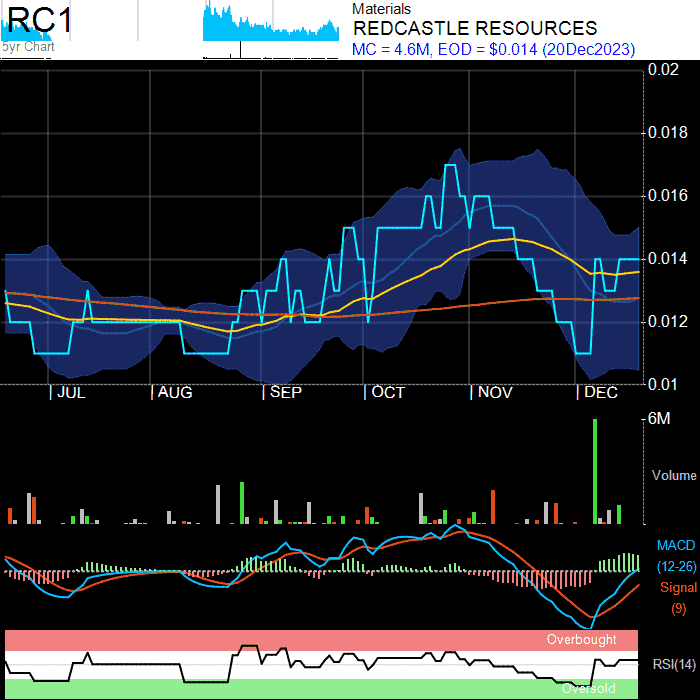 RC1
5yr Chart
Materials
REDCASTLE RESOURCES
MC = 4.6M, EOD = $0.014 (20Dec2023)
0.02
0.018
0.016
0.014
0.012
0.01
| JUL | AUG | SEP | OCT | NOV | DEC
6M
Volume
MACD
(12-26)
Signal
(9)
Overbought
RSI(14)
Oversold